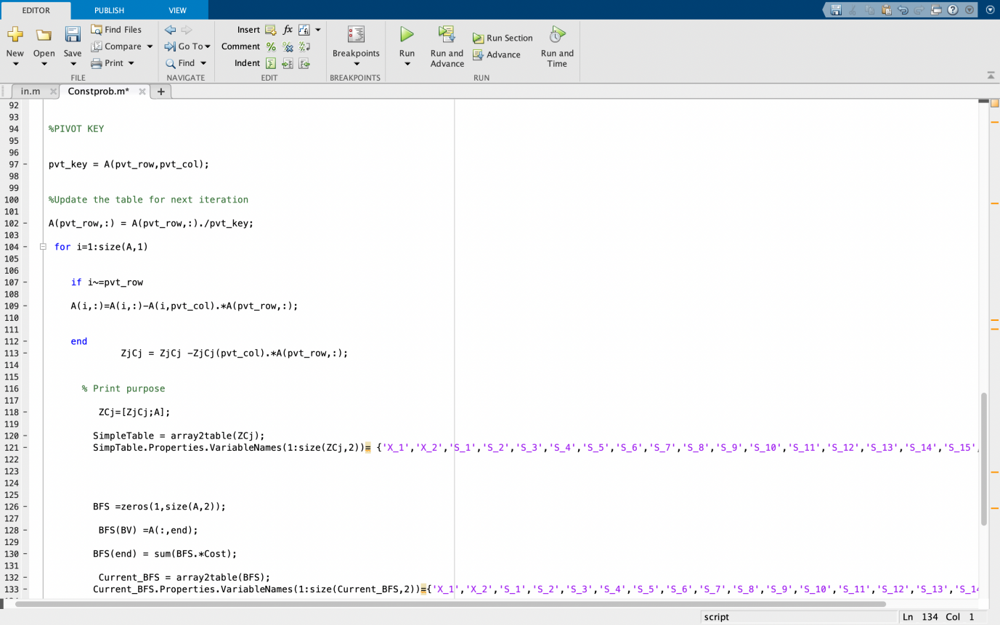 EDITOR PUBLISH VIEW
New Open Save Find Files Compare Print
FILE
Go To Find
NAVIGATE
Insert fx
Comment
Indent
EDIT
Breakpoints
BREAKPOINTS
Run Run and Advance Run Section Advance Run and Time
RUN
in.m Constprob.m* +
92
93
94 %PIVOT KEY
95
96
97 - pvt_key = A(pvt_row,pvt_col);
98
99
100 %Update the table for next iteration
101
102 - A(pvt_row,:) = A(pvt_row,:)./pvt_key;
103
104 - for i=1:size(A,1)
105
106
107 - if i~=pvt_row
108
109 - A(i,:)=A(i,:)-A(i,pvt_col).*A(pvt_row,:);
110
111
112 - end
113 - ZjCj = ZjCj -ZjCj(pvt_col).*A(pvt_row,:);
114
115
116 % Print purpose
117
118 - ZCj=[ZjCj;A];
119
120 - SimpleTable = array2table(ZCj);
121 - SimpTable.Properties.VariableNames(1:size(ZCj,2))= {'X_1','X_2','S_1','S_2','S_3','S_4','S_5','S_6','S_7','S_8','S_9','S_10','S_11','S_12','S_13','S_14','S_15',
122
123
124
125
126 - BFS =zeros(1,size(A,2));
127
128 - BFS(BV) =A(:,end);
129
130 - BFS(end) = sum(BFS.*Cost);
131
132 - Current_BFS = array2table(BFS);
133 - Current_BFS.Properties.VariableNames(1:size(Current_BFS,2))={'X_1','X_2','S_1','S_2','S_3','S_4','S_5','S_6','S_7','S_8','S_9','S_10','S_11','S_12','S_13','S_14
script Ln 134 Col 1